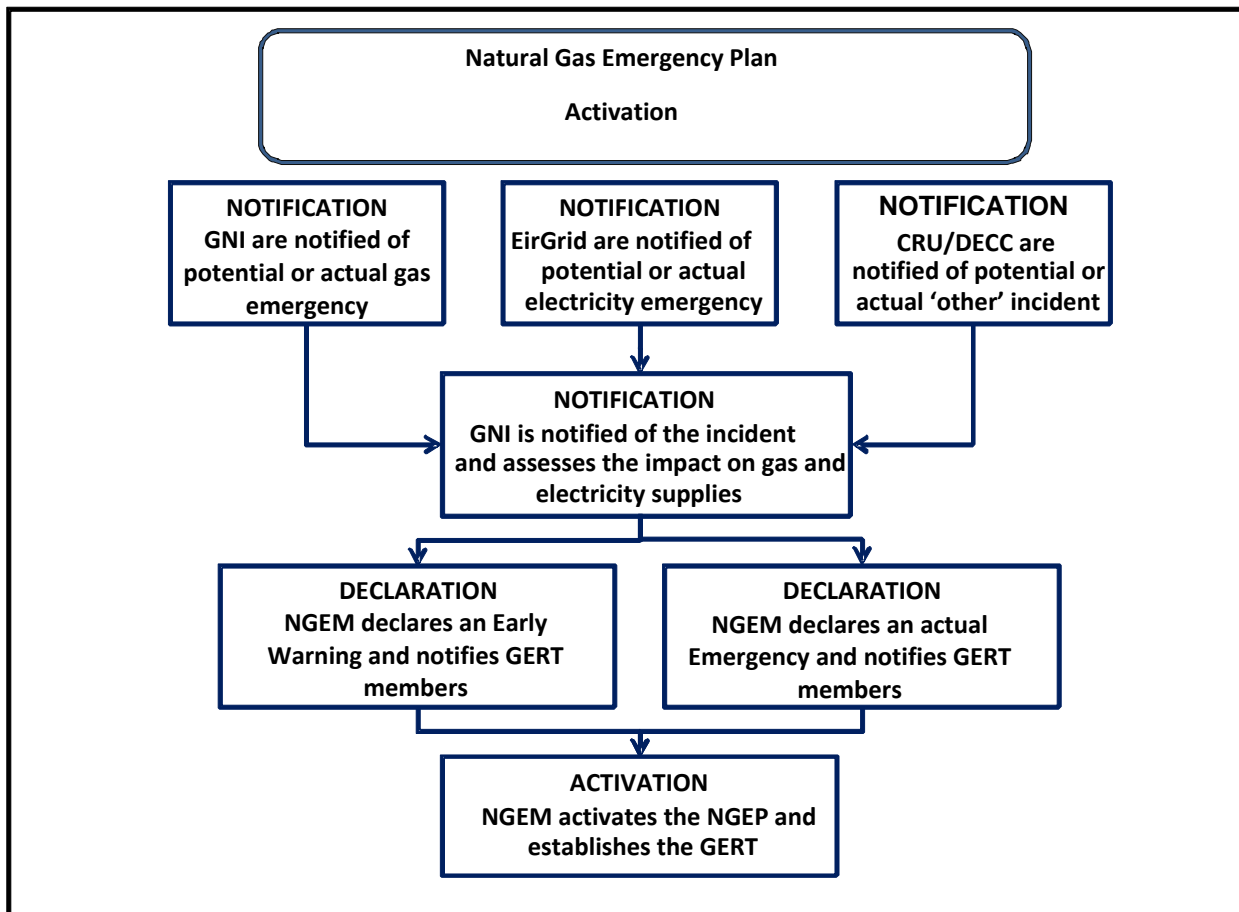 Natural Gas Emergency Plan
Activation
NOTIFICATION
GNI are notified of
potential or actual gas
emergency
NOTIFICATION
EirGrid are notified of
potential or actual
electricity emergency
NOTIFICATION
CRU/DECC are
notified of potential or
actual ‘other’ incident
NOTIFICATION
GNI is notified of the incident
and assesses the impact on gas and
electricity supplies
DECLARATION
NGEM declares an Early
Warning and notifies GERT
members
DECLARATION
NGEM declares an actual
Emergency and notifies GERT
members
ACTIVATION
NGEM activates the NGEP and
establishes the GERT